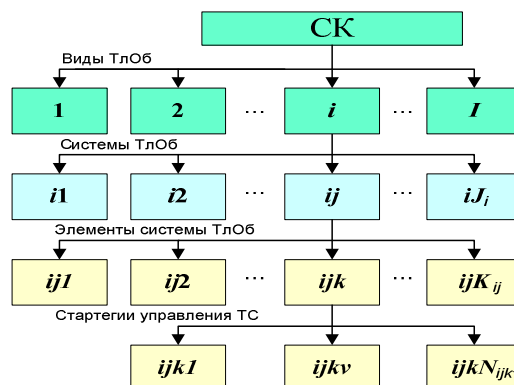 СК
Виды ТлОб
1 2 ... i ... I
Системы ТлОб
i1 i2 ... ij ... iJi
Элементы системы ТлОб
ij1 ij2 ... ijk ... ijKij
Стартегии управления ТС
ijk1 ijkv ijkNijk